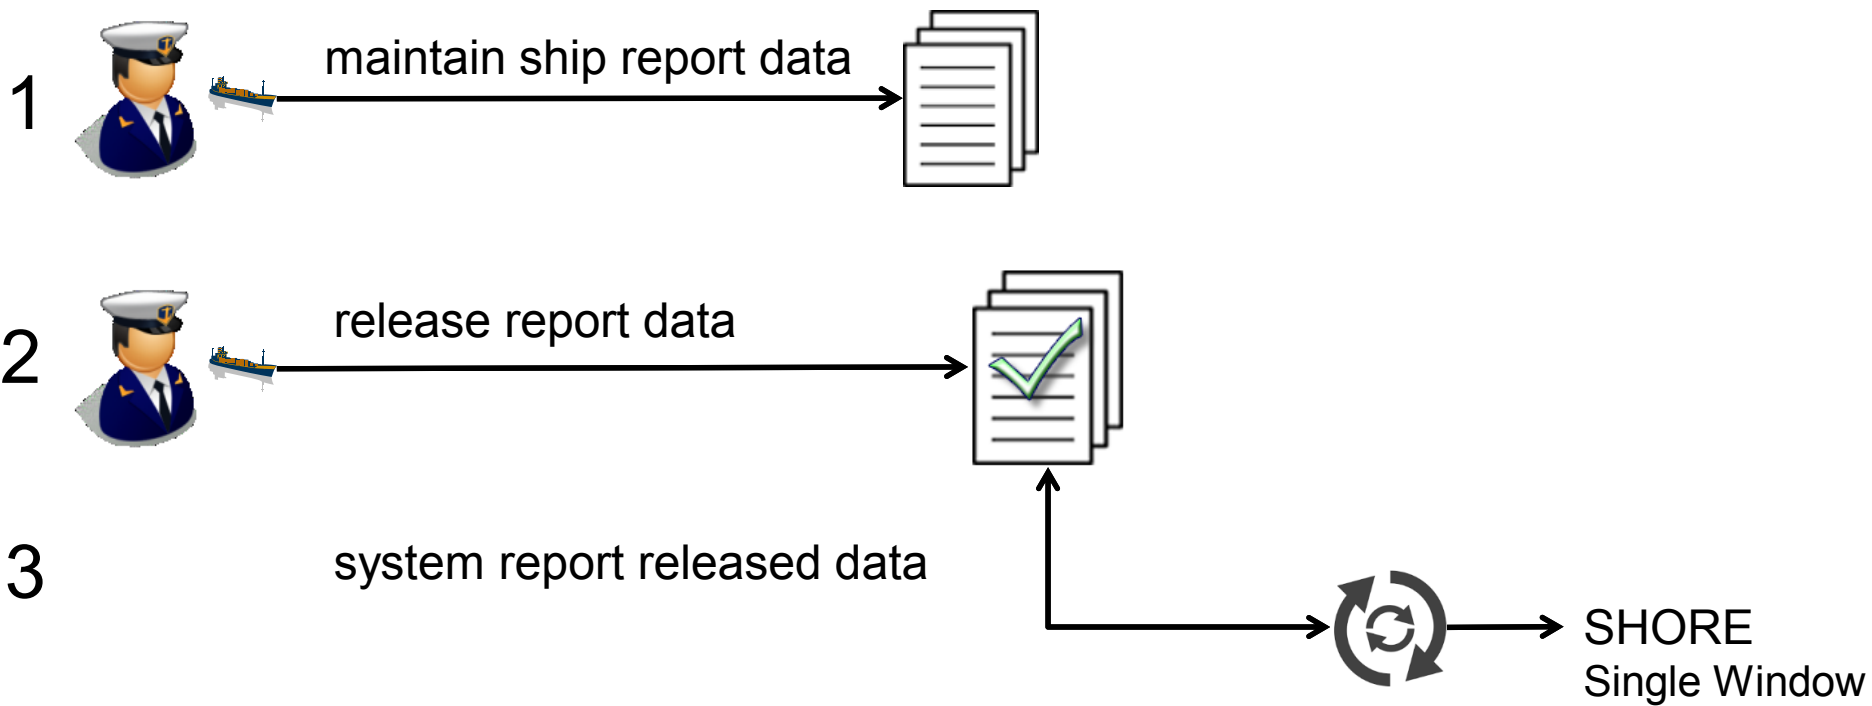 1
maintain ship report data
2
release report data
3
system report released data
SHORE
Single Window